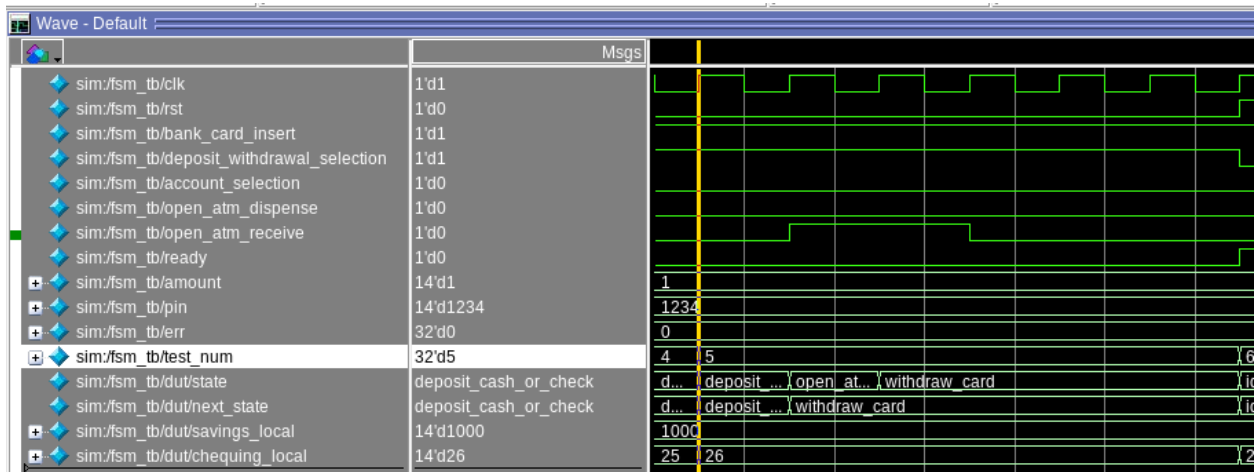 Wave - Default
Msgs
sim:/fsm_tb/clk 1'd1
sim:/fsm_tb/rst 1'd0
sim:/fsm_tb/bank_card_insert 1'd1
sim:/fsm_tb/deposit_withdrawal_selection 1'd1
sim:/fsm_tb/account_selection 1'd0
sim:/fsm_tb/open_atm_dispense 1'd0
sim:/fsm_tb/open_atm_receive 1'd0
sim:/fsm_tb/ready 1'd0
sim:/fsm_tb/amount 14'd1 1
sim:/fsm_tb/pin 14'd1234 1234
sim:/fsm_tb/err 32'd0 0
sim:/fsm_tb/test_num 32'd5 4 5 6
sim:/fsm_tb/dut/state deposit_cash_or_check d... deposit_... open_at... withdraw_card
sim:/fsm_tb/dut/next_state deposit_cash_or_check d... deposit_... withdraw_card
sim:/fsm_tb/dut/savings_local 14'd1000 1000
sim:/fsm_tb/dut/chequing_local 14'd26 25 26 2